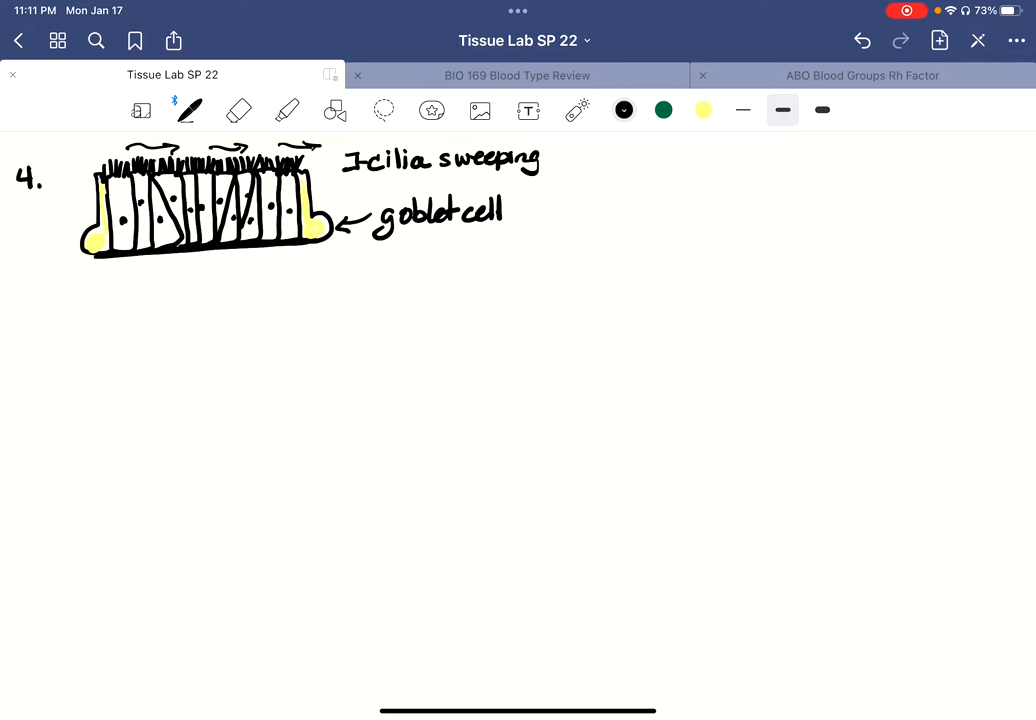 11:11 PM Mon Jan 17
73%
Tissue Lab SP 22
Tissue Lab SP 22
BIO 169 Blood Type Review
ABO Blood Groups Rh Factor
T
4.
cilia sweeping
goblet cell